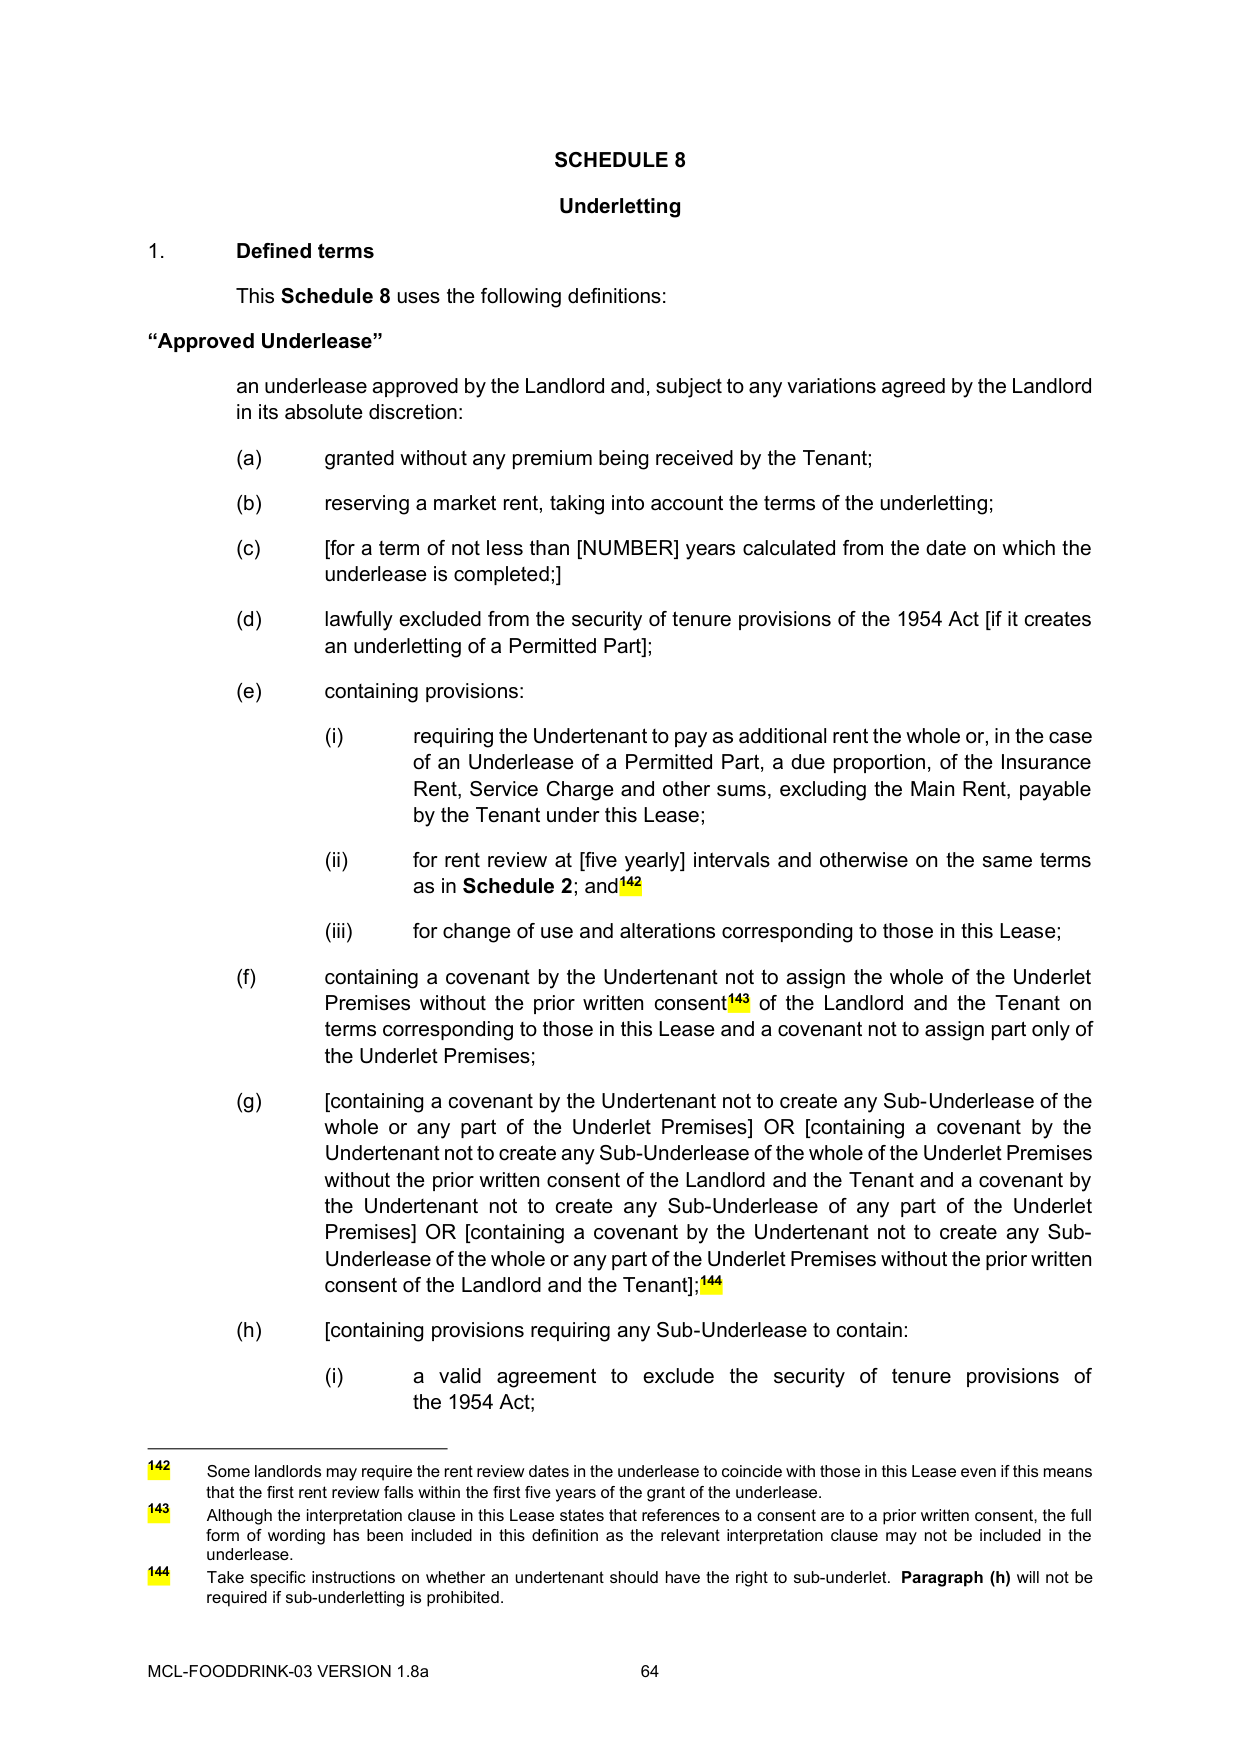 SCHEDULE 8
Underletting
1. Defined terms
This Schedule 8 uses the following definitions:
“Approved Underlease”
an underlease approved by the Landlord and, subject to any variations agreed by the Landlord
in its absolute discretion:
(a) granted without any premium being received by the Tenant;
(b) reserving a market rent, taking into account the terms of the underletting;
(c) [for a term of not less than [NUMBER] years calculated from the date on which the
underlease is completed;]
(d) lawfully excluded from the security of tenure provisions of the 1954 Act [if it creates
an underletting of a Permitted Part];
(e) containing provisions:
(i) requiring the Undertenant to pay as additional rent the whole or, in the case
of an Underlease of a Permitted Part, a due proportion, of the Insurance
Rent, Service Charge and other sums, excluding the Main Rent, payable
by the Tenant under this Lease;
(ii) for rent review at [five yearly] intervals and otherwise on the same terms
as in Schedule 2; and142
(iii) for change of use and alterations corresponding to those in this Lease;
(f) containing a covenant by the Undertenant not to assign the whole of the Underlet
Premises without the prior written consent143 of the Landlord and the Tenant on
terms corresponding to those in this Lease and a covenant not to assign part only of
the Underlet Premises;
(g) [containing a covenant by the Undertenant not to create any Sub-Underlease of the
whole or any part of the Underlet Premises] OR [containing a covenant by the
Undertenant not to create any Sub-Underlease of the whole of the Underlet Premises
without the prior written consent of the Landlord and the Tenant and a covenant by
the Undertenant not to create any Sub-Underlease of any part of the Underlet
Premises] OR [containing a covenant by the Undertenant not to create any Sub-
Underlease of the whole or any part of the Underlet Premises without the prior written
consent of the Landlord and the Tenant];144
(h) [containing provisions requiring any Sub-Underlease to contain:
(i) a valid agreement to exclude the security of tenure provisions of
the 1954 Act;
142 Some landlords may require the rent review dates in the underlease to coincide with those in this Lease even if this means
that the first rent review falls within the first five years of the grant of the underlease.
143 Although the interpretation clause in this Lease states that references to a consent are to a prior written consent, the full
form of wording has been included in this definition as the relevant interpretation clause may not be included in the
underlease.
144 Take specific instructions on whether an undertenant should have the right to sub-underlet. Paragraph (h) will not be
required if sub-underletting is prohibited.
MCL-FOODDRINK-03 VERSION 1.8a 64